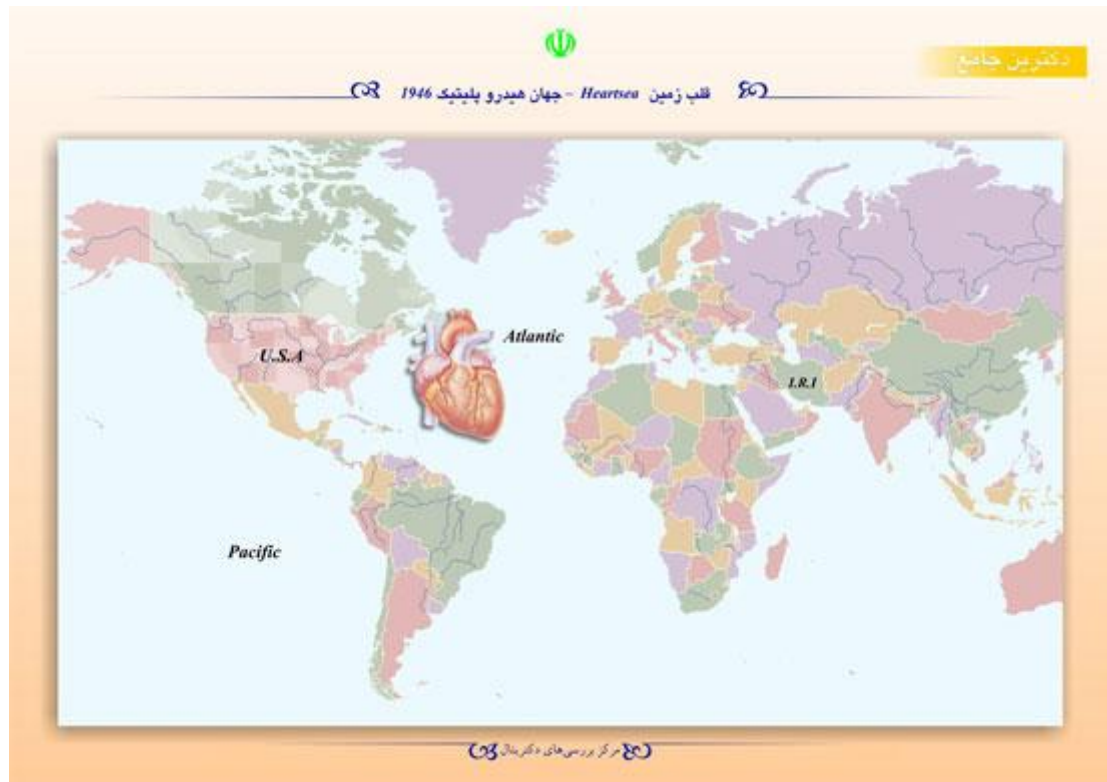 دکترین جامع
قلب زمین Heartsea - جهان هیدرو پلیتیک 1946
Atlantic
U.S.A
I.R.I
Pacific
مرکز بررسی‌های دکترینال